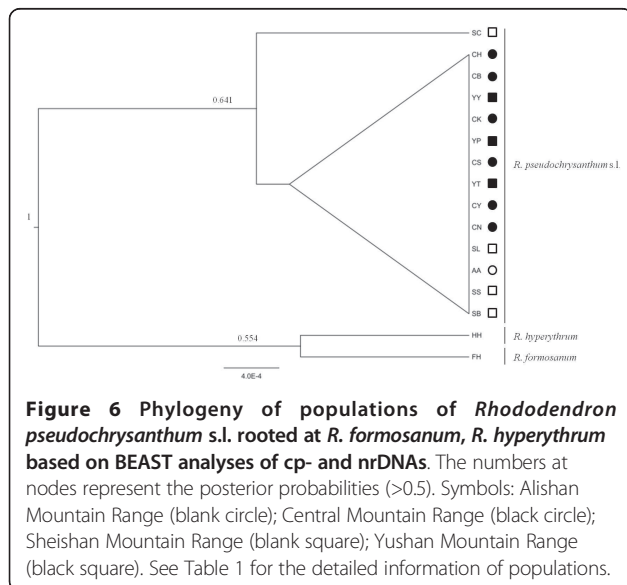 SC
CH
CB
YY
0.641
CK
YP
CS
R. pseudochrysanthum s.l.
YT
CY
1
CN
SL
AA
SS
SB
0.554
HH
R. hyperythrum
FH
R. formosanum
4.0E-4
Figure 6 Phylogeny of populations of Rhododendron
pseudochrysanthum s.l. rooted at R. formosanum, R. hyperythrum
based on BEAST analyses of cp- and nrDNAs. The numbers at
nodes represent the posterior probabilities (>0.5). Symbols: Alishan
Mountain Range (blank circle); Central Mountain Range (black circle);
Sheishan Mountain Range (blank square); Yushan Mountain Range
(black square). See Table 1 for the detailed information of populations.